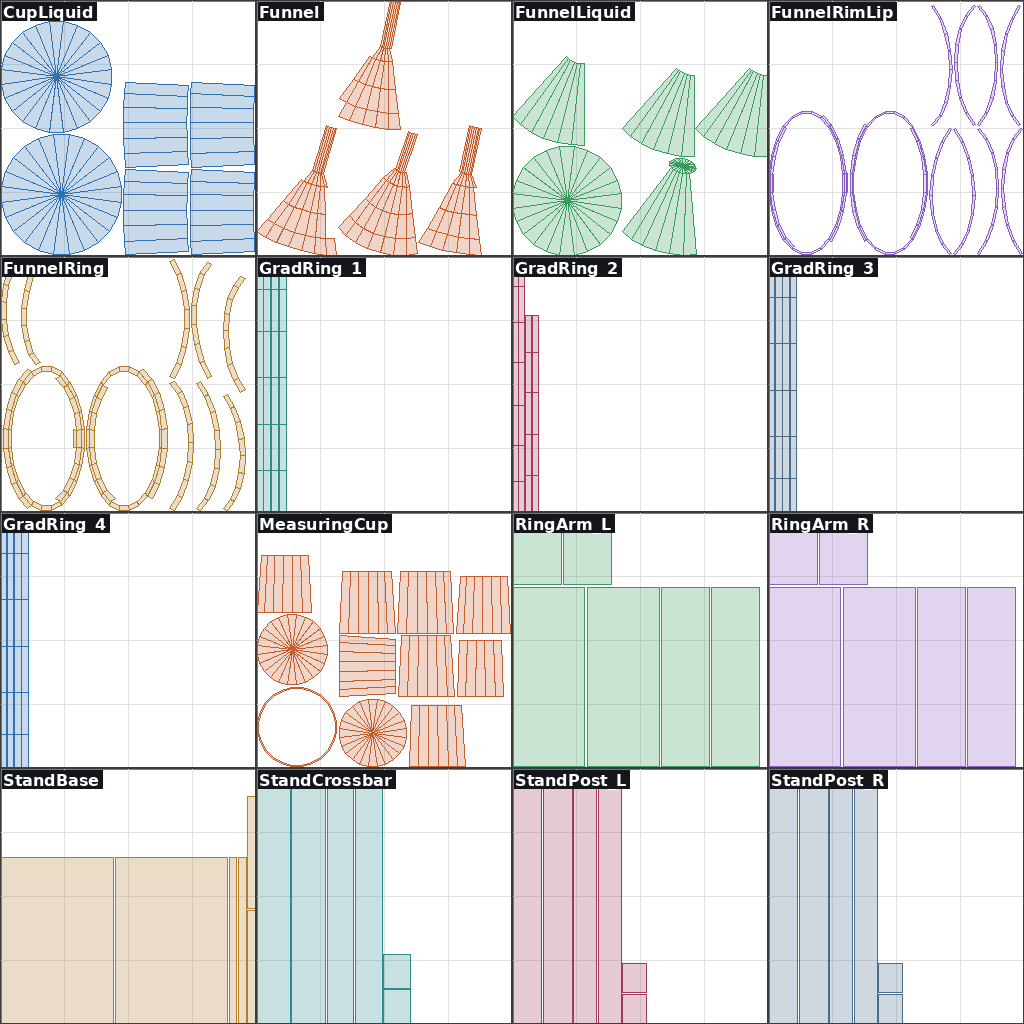 CupLiquid
Funnel
FunnelLiquid
FunnelRimLip
FunnelRing
GradRing_1
GradRing_2
GradRing_3
GradRing_4
MeasuringCup
RingArm_L
RingArm_R
StandBase
StandCrossbar
StandPost_L
StandPost_R